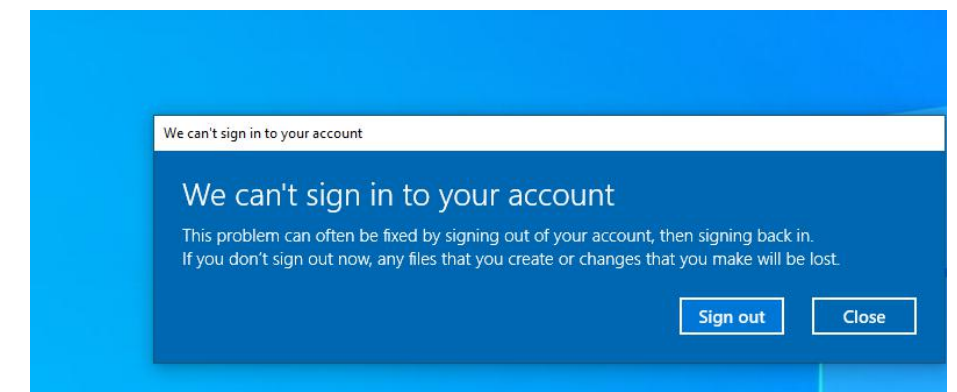 We can't sign in to your account
We can't sign in to your account
This problem can often be fixed by signing out of your account, then signing back in.
If you don't sign out now, any files that you create or changes that you make will be lost.
Sign out
Close